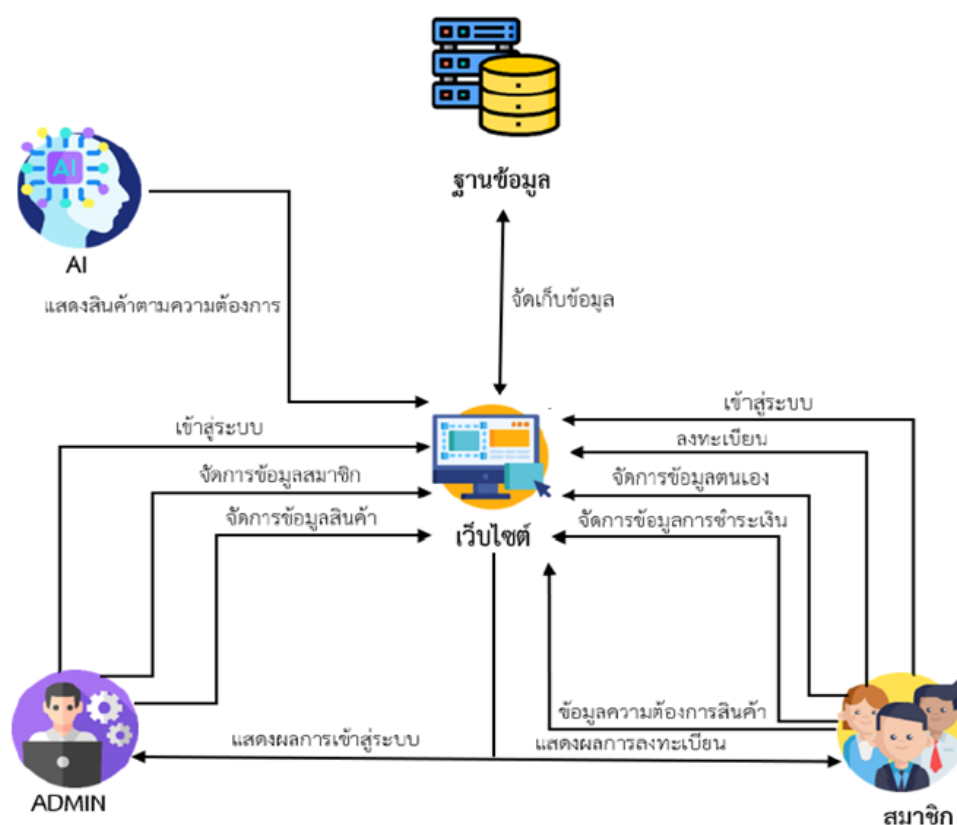 ฐานข้อมูล
AI
AI
แสดงสินค้าตามความต้องการ
จัดเก็บข้อมูล
เข้าสู่ระบบ
เข้าสู่ระบบ
ลงทะเบียน
จัดการข้อมูลสมาชิก
จัดการข้อมูลตนเอง
จัดการข้อมูลสินค้า
จัดการข้อมูลการชำระเงิน
เว็บไซต์
ข้อมูลความต้องการสินค้า
แสดงผลการเข้าสู่ระบบ
แสดงผลการลงทะเบียน
ADMIN
สมาชิก